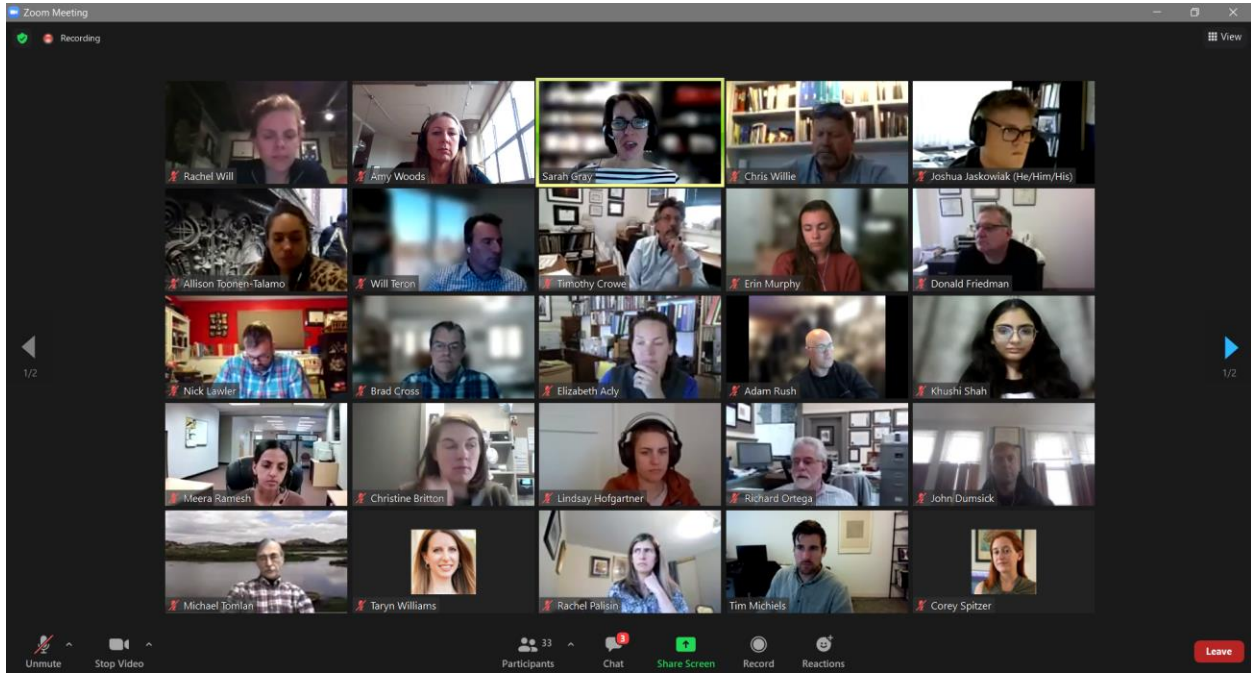 Zoom Meeting
Recording
View
Rachel Will
Amy Woods
Sarah Gray
Chris Willie
Joshua Jaskowiak (He/Him/His)
Allison Toonen-Talamo
Will Teron
Timothy Crowe
Erin Murphy
Donald Friedman
Nick Lawler
Brad Cross
Elizabeth Acly
Adam Rush
Khushi Shah
1/2
1/2
Meera Ramesh
Christine Britton
Lindsay Hofgartner
Richard Ortega
John Dumsick
Michael Tomlan
Taryn Williams
Rachel Palisin
Tim Michiels
Corey Spitzer
33
3
Unmute
Stop Video
Participants
Chat
Share Screen
Record
Reactions
Leave